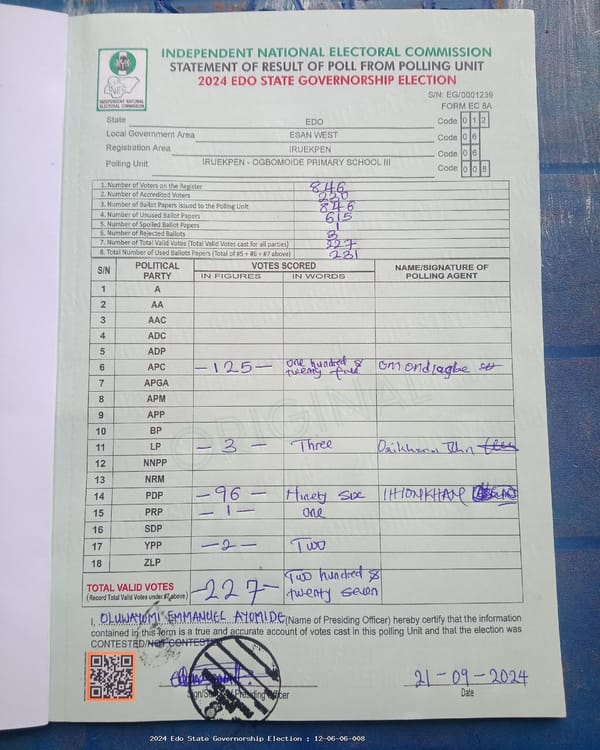 INDEPENDENT NATIONAL ELECTORAL COMMISSION
STATEMENT OF RESULT OF POLL FROM POLLING UNIT
2024 EDO STATE GOVERNORSHIP ELECTION
INDEPENDENT NATIONAL ELECTORAL COMMISSION
S/N: EG/0001239
FORM EC 8A
State EDO Code 0 1 2
Local Government Area ESAN WEST Code 0 6
Registration Area IRUEKPEN Code 0 6
Polling Unit IRUEKPEN - OGBOMOIDE PRIMARY SCHOOL III Code 0 0 8
1. Number of Voters on the Register 846
2. Number of Accredited Voters 230
3. Number of Ballot Papers Issued to the Polling Unit 846
4. Number of Unused Ballot Papers 615
5. Number of Spoiled Ballot Papers 1
6. Number of Rejected Ballots 3
7. Number of Total Valid Votes (Total Valid Votes cast for all parties) 227
8. Total Number of Used Ballots Papers (Total of #5 + #6 + #7 above) 231
S/N POLITICAL PARTY VOTES SCORED NAME/SIGNATURE OF POLLING AGENT
IN FIGURES IN WORDS
1 A
2 AA
3 AAC
4 ADC
5 ADP
6 APC -125- one hundred & twenty five
7 APGA
8 APM
9 APP
10 BP
11 LP - 3 - Three
12 NNPP
13 NRM
14 PDP -96- Ninety six IHONKHAN
15 PRP -1- one
16 SDP
17 YPP -2- Two
18 ZLP
TOTAL VALID VOTES -227- Two hundred & twenty seven
(Record Total Valid Votes under #7 above)
ORIGINAL
I, OLUWAYOMI EMMANUEL AYOMIDE (Name of Presiding Officer) hereby certify that the information
contained in this form is a true and accurate account of votes cast in this polling Unit and that the election was
CONTESTED/NOT CONTESTED
21-09-2024
Sign/Stamp of Presiding Officer Date
2024 Edo State Governorship Election : 12-06-06-008